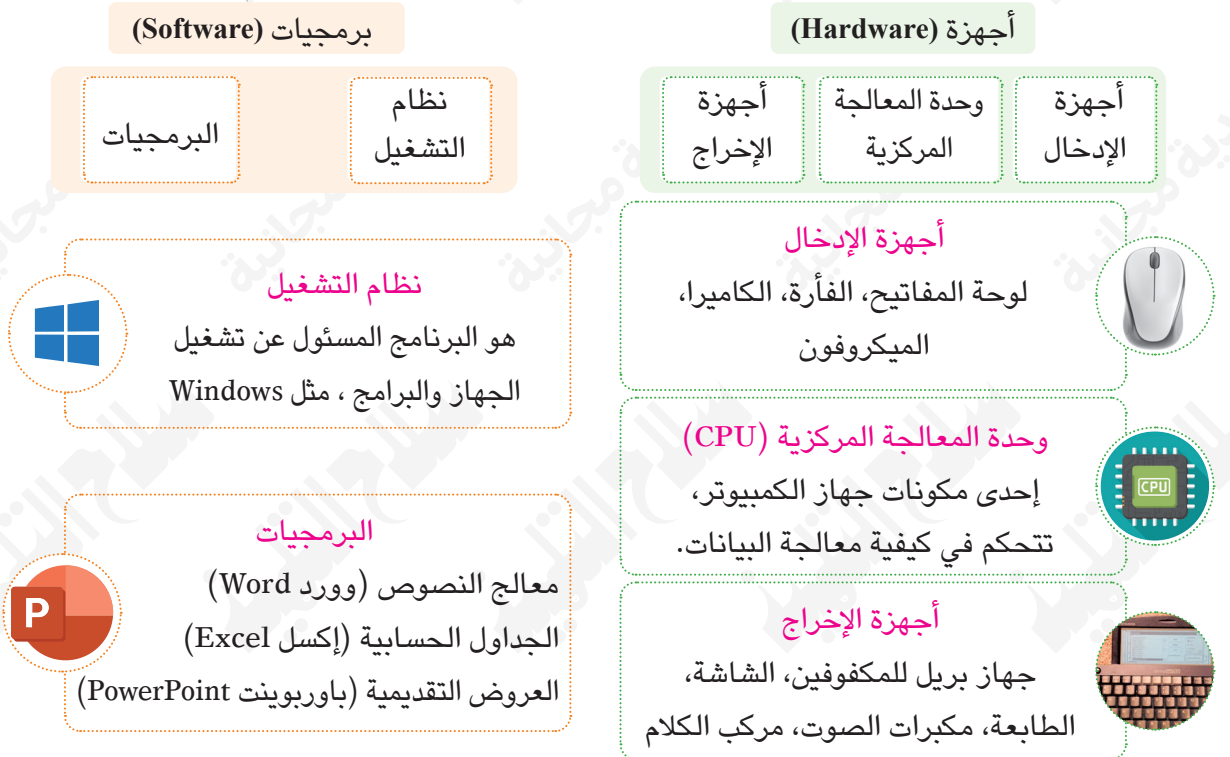 أجهزة (Hardware)
أجهزة
الإدخال
وحدة المعالجة
المركزية
أجهزة
الإخراج
أجهزة الإدخال
لوحة المفاتيح، الفأرة، الكاميرا،
الميكروفون
وحدة المعالجة المركزية (CPU)
إحدى مكونات جهاز الكمبيوتر،
تتحكم في كيفية معالجة البيانات.
CPU
أجهزة الإخراج
جهاز بريل للمكفوفين، الشاشة،
الطابعة، مكبرات الصوت، مركب الكلام
برمجيات (Software)
نظام
التشغيل
البرمجيات
نظام التشغيل
هو البرنامج المسئول عن تشغيل
الجهاز والبرامج ، مثل Windows
البرمجيات
معالج النصوص (وورد Word)
الجداول الحسابية (إكسل Excel)
العروض التقديمية (باوربوينت PowerPoint)
P